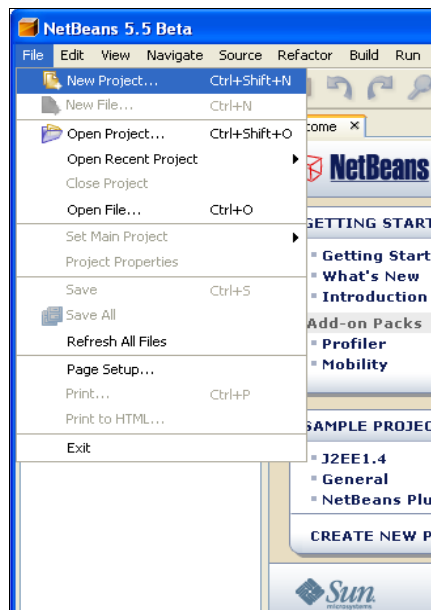 NetBeans 5.5 Beta
File Edit View Navigate Source Refactor Build Run
New Project... Ctrl+Shift+N
New File... Ctrl+N
Open Project... Ctrl+Shift+O
Open Recent Project
Close Project
Open File... Ctrl+O
Set Main Project
Project Properties
Save Ctrl+S
Save All
Refresh All Files
Page Setup...
Print... Ctrl+P
Print to HTML...
Exit
come ×
NetBeans
GETTING START
Getting Start
What's New
Introduction
Add-on Packs
Profiler
Mobility
SAMPLE PROJEC
J2EE1.4
General
NetBeans Plu
CREATE NEW P
Sun
microsystems